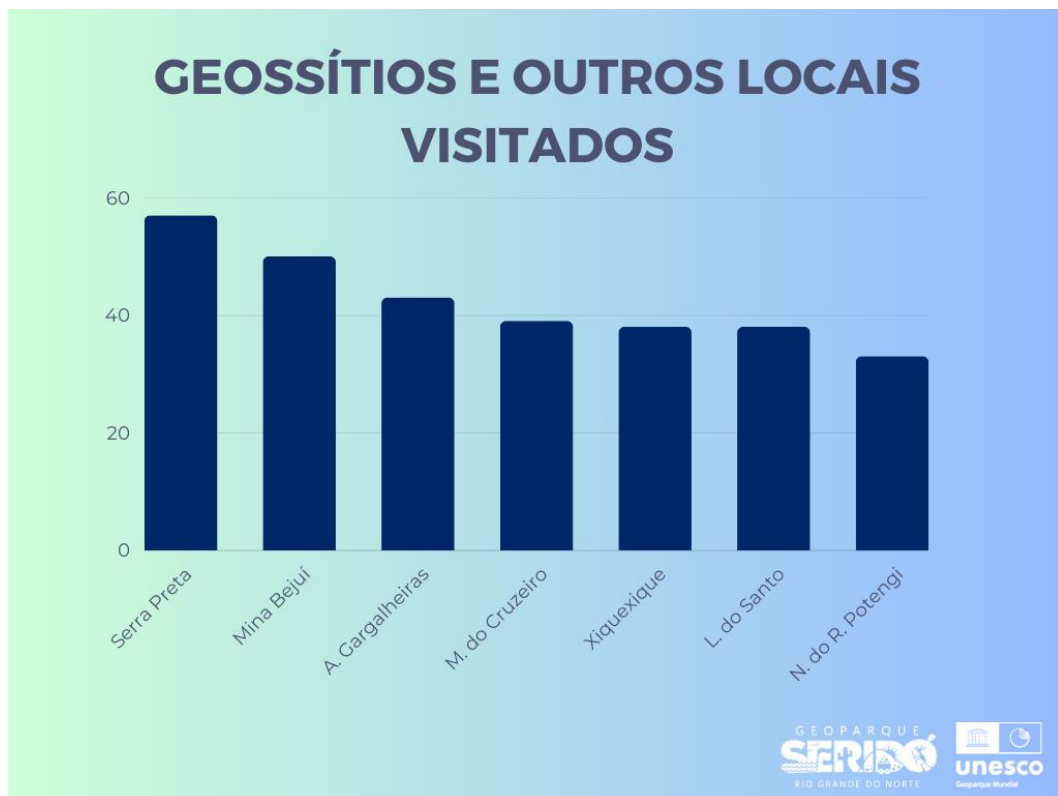 GEOSSÍTIOS E OUTROS LOCAIS
VISITADOS
60
40
20
0
Serra Preta
Mina Bejuí
A. Gargalheiras
M. do Cruzeiro
Xiquexique
L. do Santo
N. do R. Potengi
GEOPARQUE
SERIDÓ
RIO GRANDE DO NORTE
unesco
Geoparque Mundial